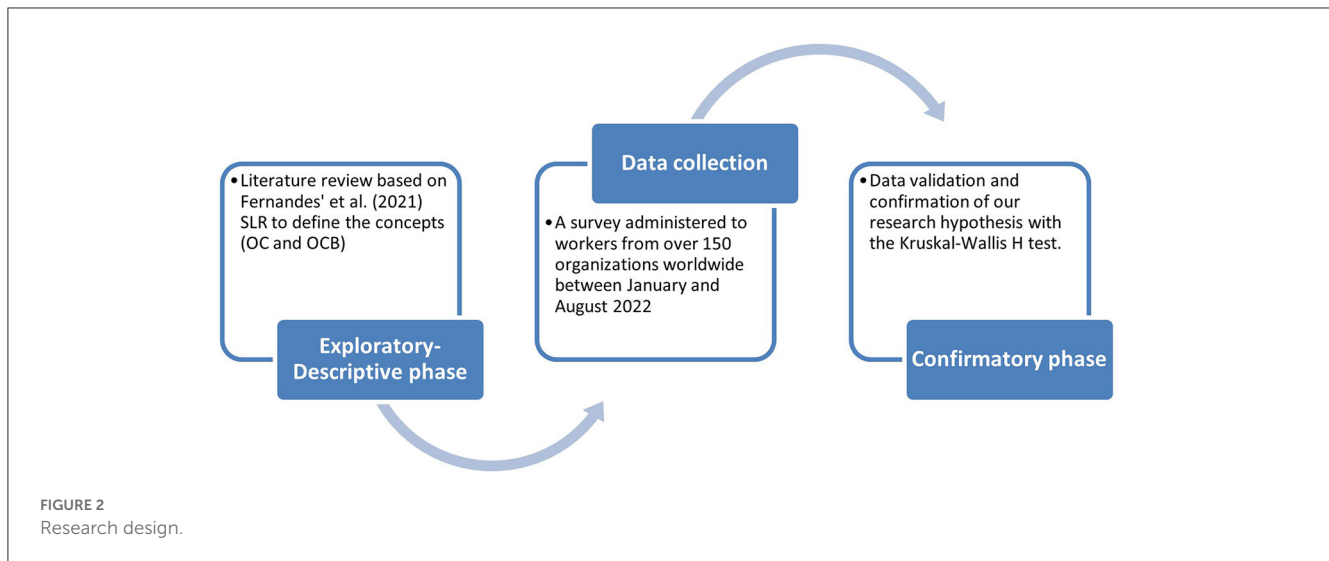 •Literature review based on
Fernandes' et al. (2021)
SLR to define the concepts
(OC and OCB)
Exploratory-
Descriptive phase
Data collection
•A survey administered to
workers from over 150
organizations worldwide
between January and
August 2022
•Data validation and
confirmation of our
research hypothesis with
the Kruskal-Wallis H test.
Confirmatory phase
FIGURE 2
Research design.